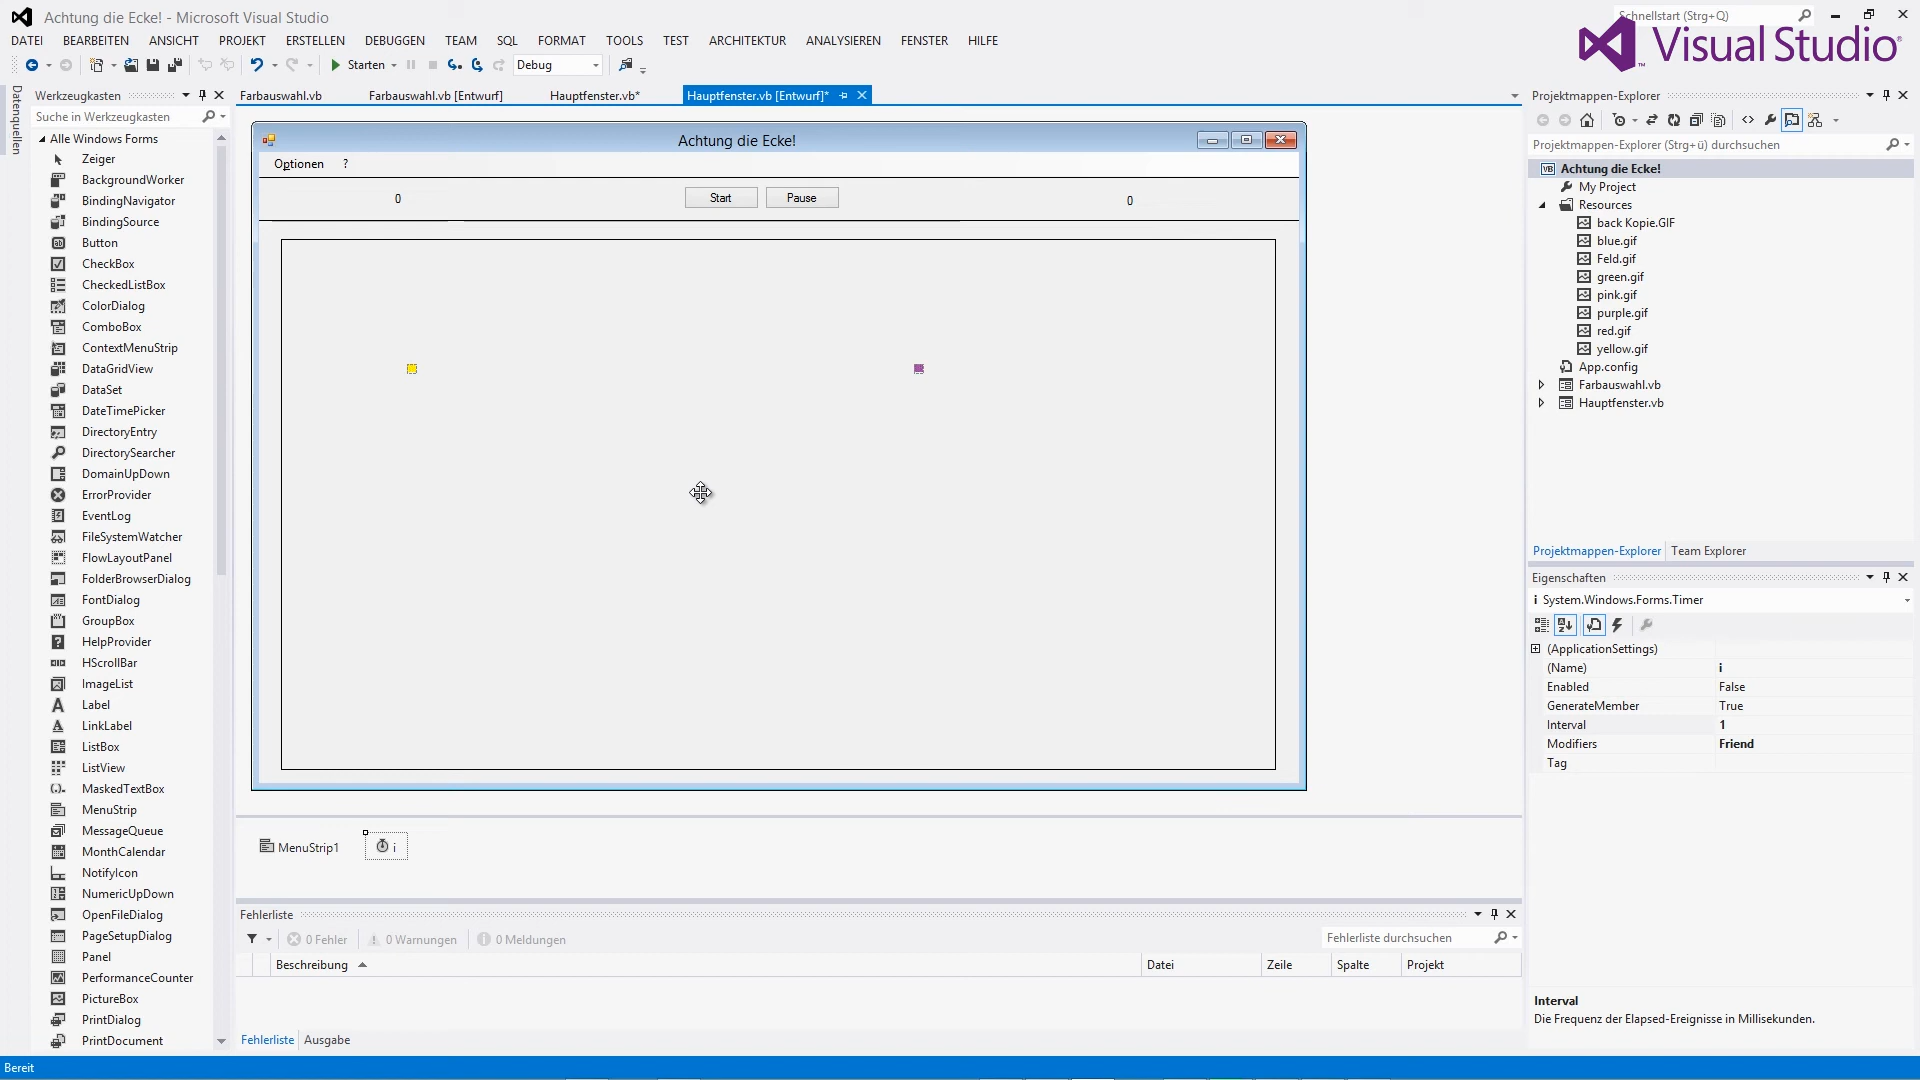 Achtung die Ecke! - Microsoft Visual Studio
Schnellstart (Strg+Q)
DATEI BEARBEITEN ANSICHT PROJEKT ERSTELLEN DEBUGGEN TEAM SQL FORMAT TOOLS TEST ARCHITEKTUR ANALYSIEREN FENSTER HILFE
Visual Studio
Starten Debug
Datenquellen
Werkzeugkasten
Suche in Werkzeugkasten
Alle Windows Forms
Zeiger
BackgroundWorker
BindingNavigator
BindingSource
Button
CheckBox
CheckedListBox
ColorDialog
ComboBox
ContextMenuStrip
DataGridView
DataSet
DateTimePicker
DirectoryEntry
DirectorySearcher
DomainUpDown
ErrorProvider
EventLog
FileSystemWatcher
FlowLayoutPanel
FolderBrowserDialog
FontDialog
GroupBox
HelpProvider
HScrollBar
ImageList
Label
LinkLabel
ListBox
ListView
MaskedTextBox
MenuStrip
MessageQueue
MonthCalendar
NotifyIcon
NumericUpDown
OpenFileDialog
PageSetupDialog
Panel
PerformanceCounter
PictureBox
PrintDialog
PrintDocument
Farbauswahl.vb Farbauswahl.vb [Entwurf] Hauptfenster.vb* Hauptfenster.vb [Entwurf]*
Achtung die Ecke!
Optionen ?
0 Start Pause 0
MenuStrip1 i
Fehlerliste
0 Fehler 0 Warnungen 0 Meldungen Fehlerliste durchsuchen
Beschreibung Datei Zeile Spalte Projekt
Fehlerliste Ausgabe
Projektmappen-Explorer
Projektmappen-Explorer (Strg+ü) durchsuchen
VB Achtung die Ecke!
My Project
Resources
back Kopie.GIF
blue.gif
Feld.gif
green.gif
pink.gif
purple.gif
red.gif
yellow.gif
App.config
Farbauswahl.vb
Hauptfenster.vb
Projektmappen-Explorer Team Explorer
Eigenschaften
i System.Windows.Forms.Timer
(ApplicationSettings)
(Name) i
Enabled False
GenerateMember True
Interval 1
Modifiers Friend
Tag
Interval
Die Frequenz der Elapsed-Ereignisse in Millisekunden.
Bereit